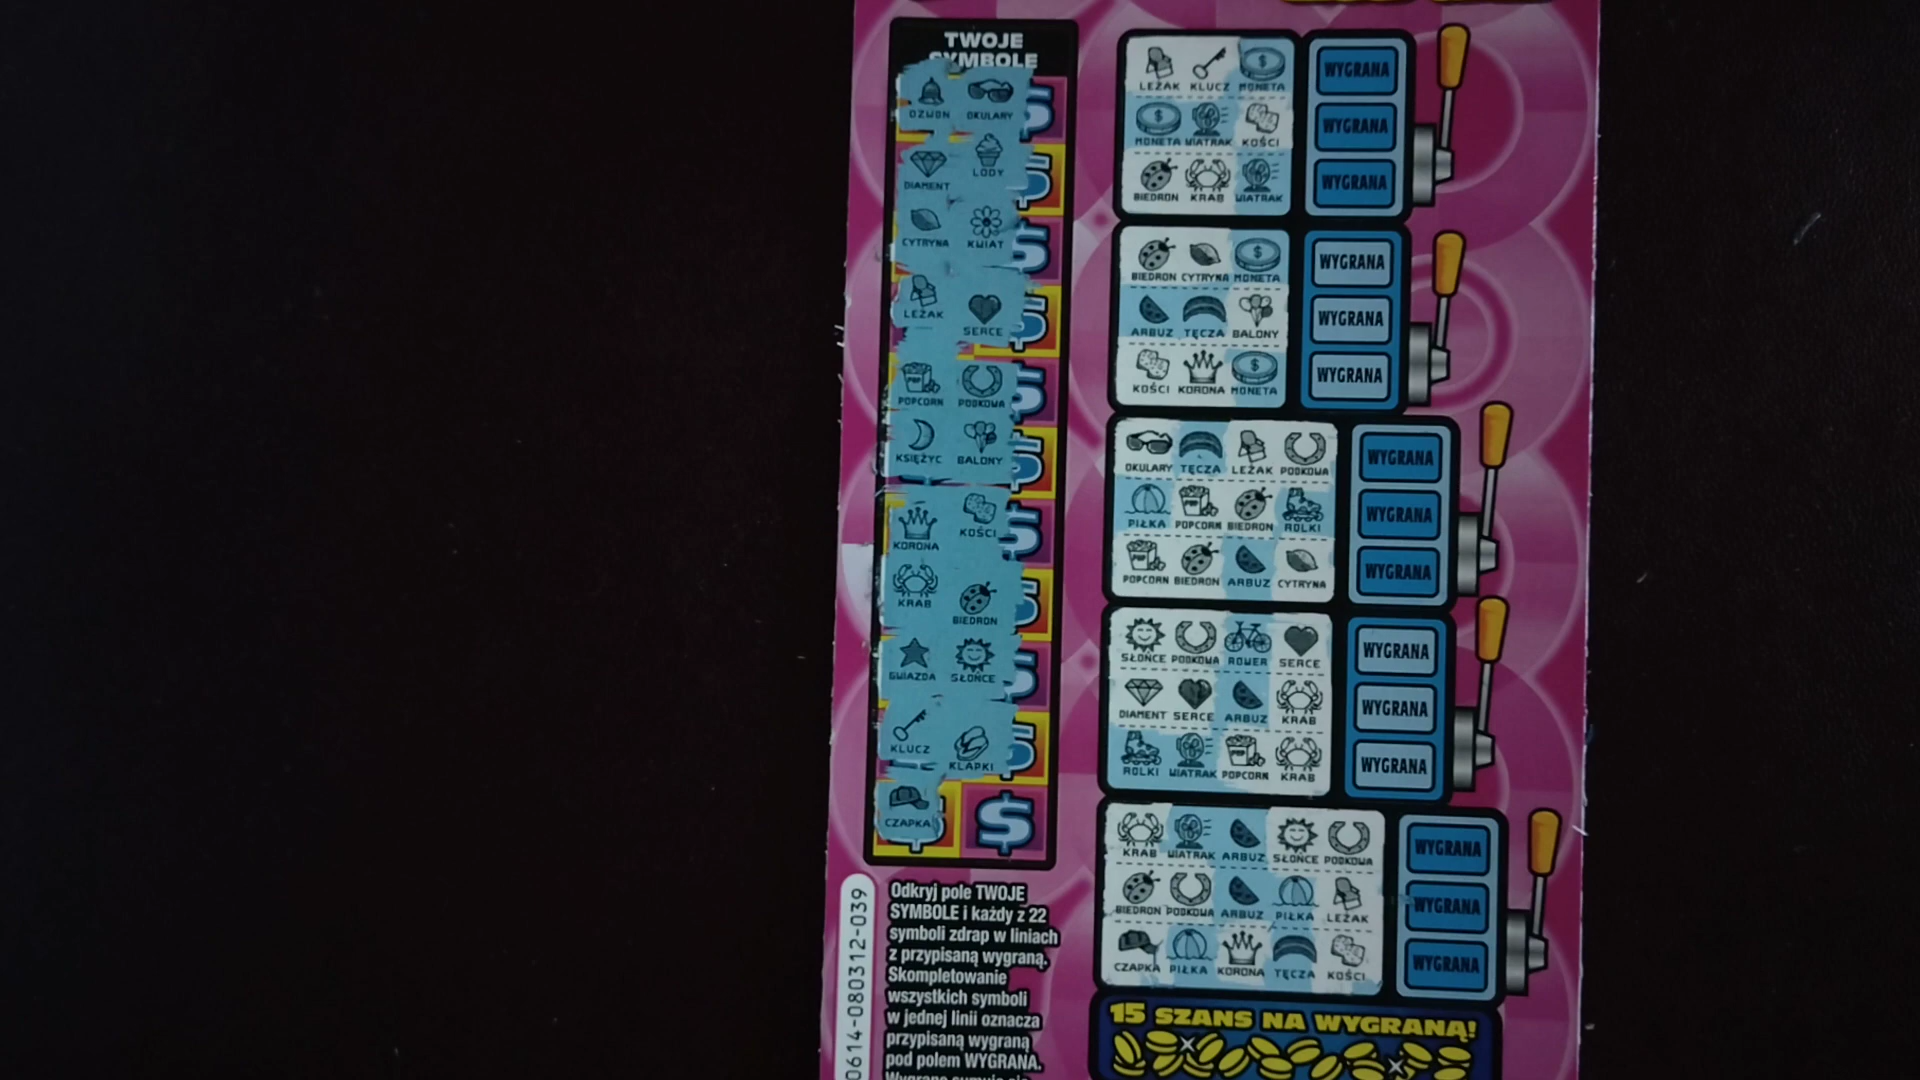 TWOJE
SYMBOLE
DZWON OKULARY
DIAMENT LODY
CYTRYNA KWIAT
LEŻAK SERCE
POPCORN PODKOWA
KSIĘŻYC BALONY
KORONA KOŚCI
KRAB BIEDRON
GWIAZDA SŁOŃCE
KLUCZ KLAPKI
CZAPKA
LEŻAK KLUCZ MONETA
WYGRANA
MONETA WIATRAK KOŚCI
WYGRANA
BIEDRON KRAB WIATRAK
WYGRANA
BIEDRON CYTRYNA MONETA
WYGRANA
ARBUZ TĘCZA BALONY
WYGRANA
KOŚCI KORONA MONETA
WYGRANA
OKULARY TĘCZA LEŻAK PODKOWA
WYGRANA
PIŁKA POPCORN BIEDRON ROLKI
WYGRANA
POPCORN BIEDRON ARBUZ CYTRYNA
WYGRANA
SŁOŃCE PODKOWA ROWER SERCE
WYGRANA
DIAMENT SERCE ARBUZ KRAB
WYGRANA
ROLKI WIATRAK POPCORN KRAB
WYGRANA
KRAB WIATRAK ARBUZ SŁOŃCE PODKOWA
WYGRANA
BIEDRON PODKOWA ARBUZ PIŁKA LEŻAK
WYGRANA
CZAPKA PIŁKA KORONA TĘCZA KOŚCI
WYGRANA
15 SZANS NA WYGRANĄ!
Odkryj pole TWOJE
SYMBOLE i każdy z 22
symboli zdrap w liniach
z przypisaną wygraną.
Skompletowanie
wszystkich symboli
w jednej linii oznacza
przypisaną wygraną
pod polem WYGRANA.
0614-080312-039